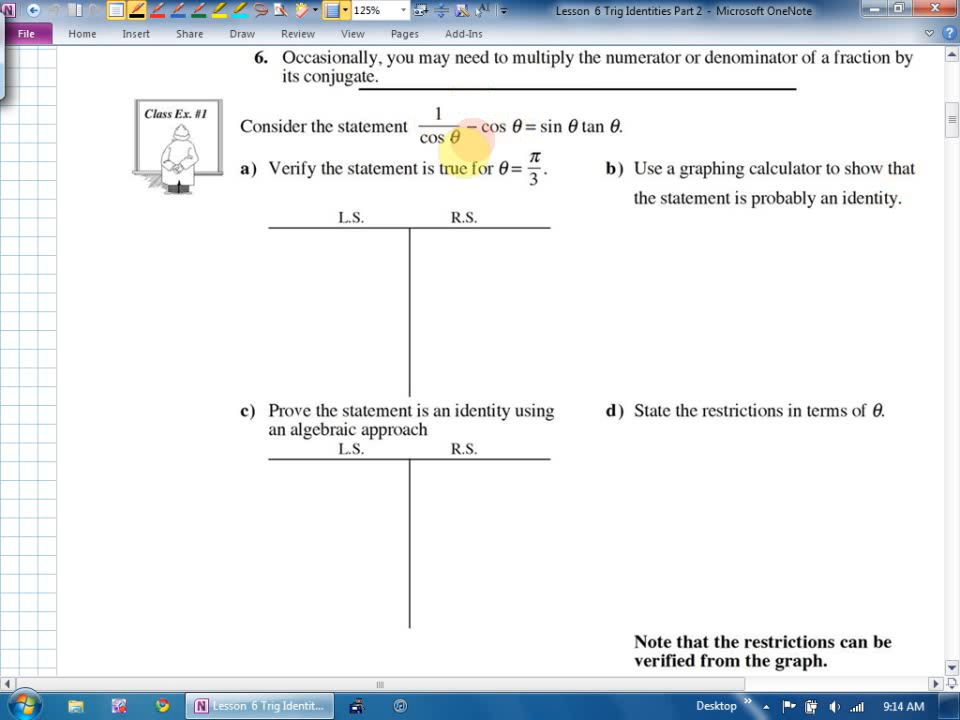 Lesson 6 Trig Identities Part 2 - Microsoft OneNote
125%
File Home Insert Share Draw Review View Pages Add-Ins
6. Occasionally, you may need to multiply the numerator or denominator of a fraction by
its conjugate.
Class Ex. #1
Consider the statement 1/cos θ − cos θ = sin θ tan θ.
a) Verify the statement is true for θ = π/3.
b) Use a graphing calculator to show that
the statement is probably an identity.
L.S. R.S.
c) Prove the statement is an identity using
an algebraic approach
d) State the restrictions in terms of θ.
L.S. R.S.
Note that the restrictions can be
verified from the graph.
Lesson 6 Trig Identit...
Desktop
9:14 AM